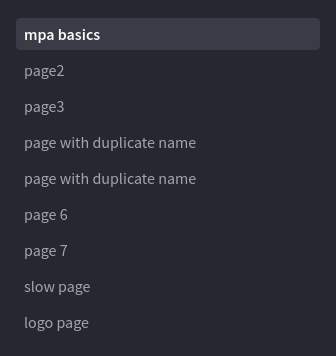 mpa basics
page2
page3
page with duplicate name
page with duplicate name
page 6
page 7
slow page
logo page